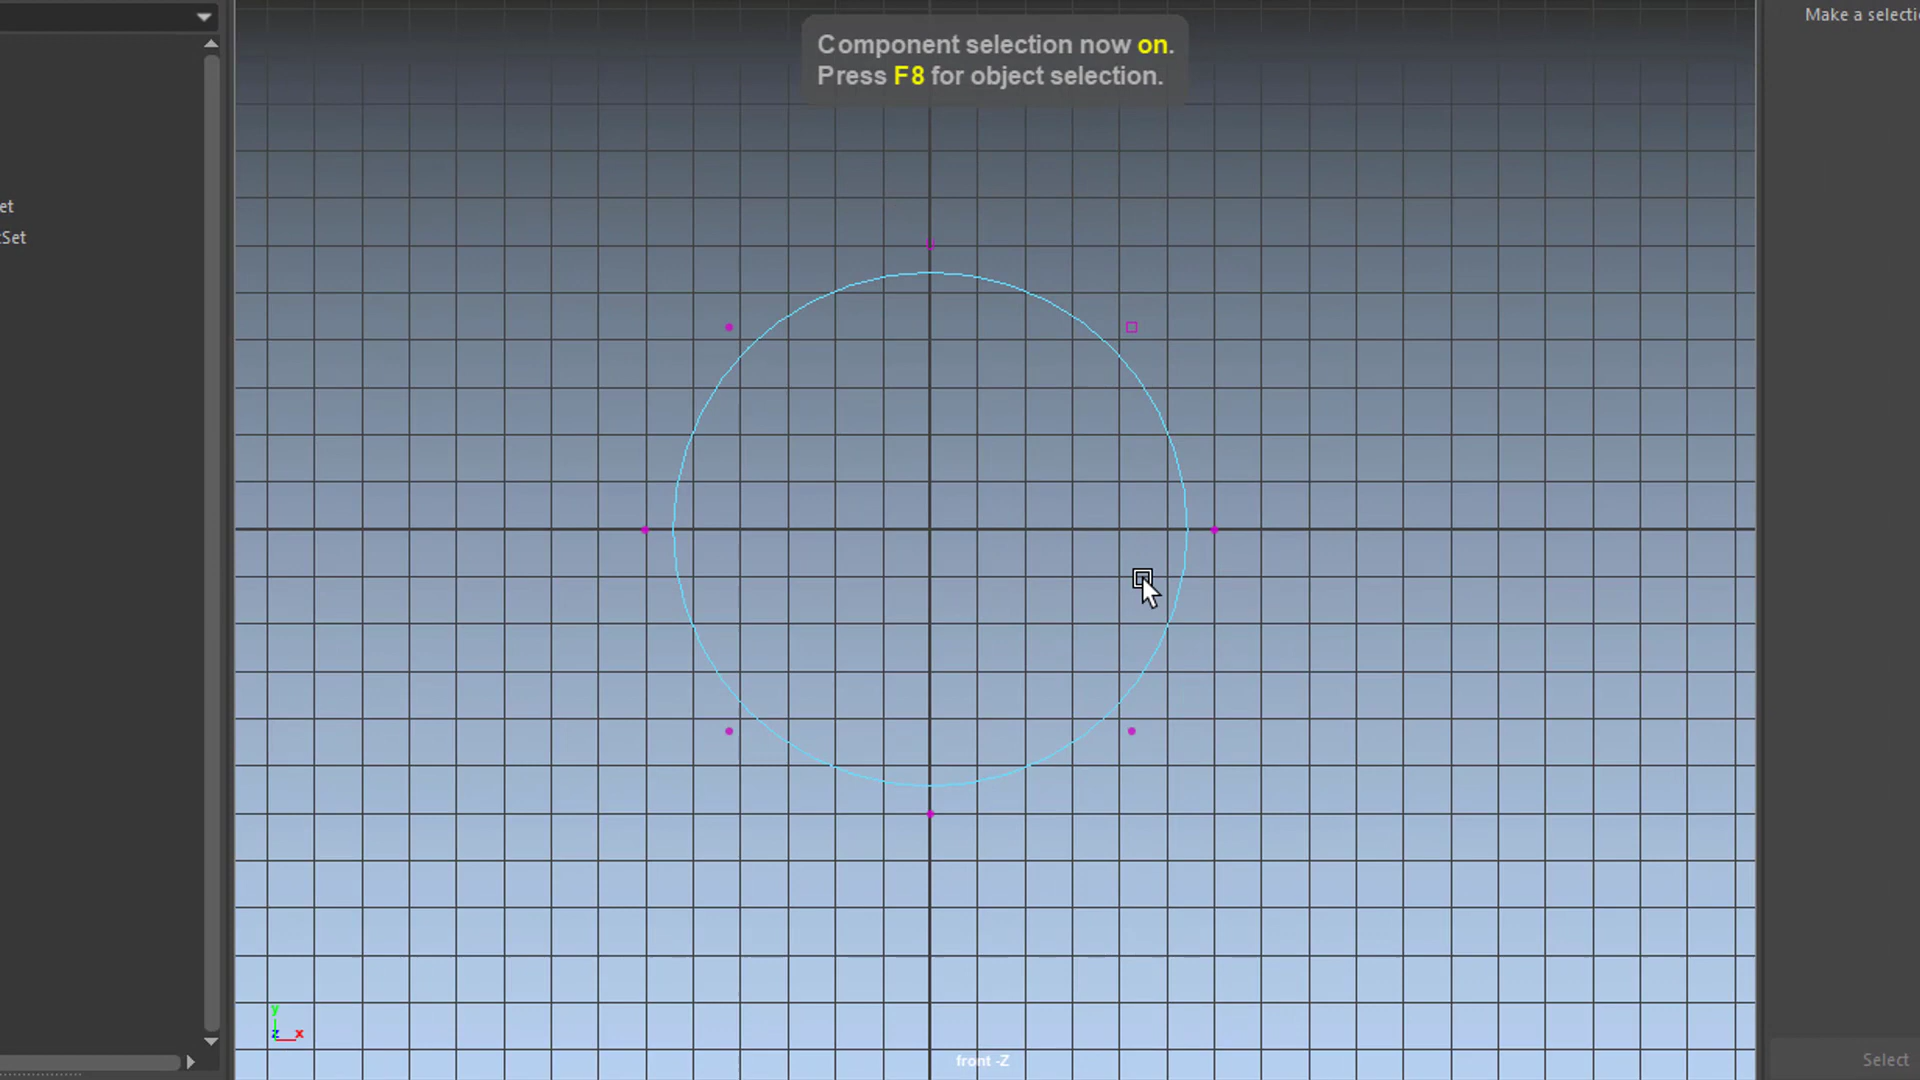 Make a selecti
Component selection now on.
Press F8 for object selection.
et
:Set
U
y
z x
front -Z
Select